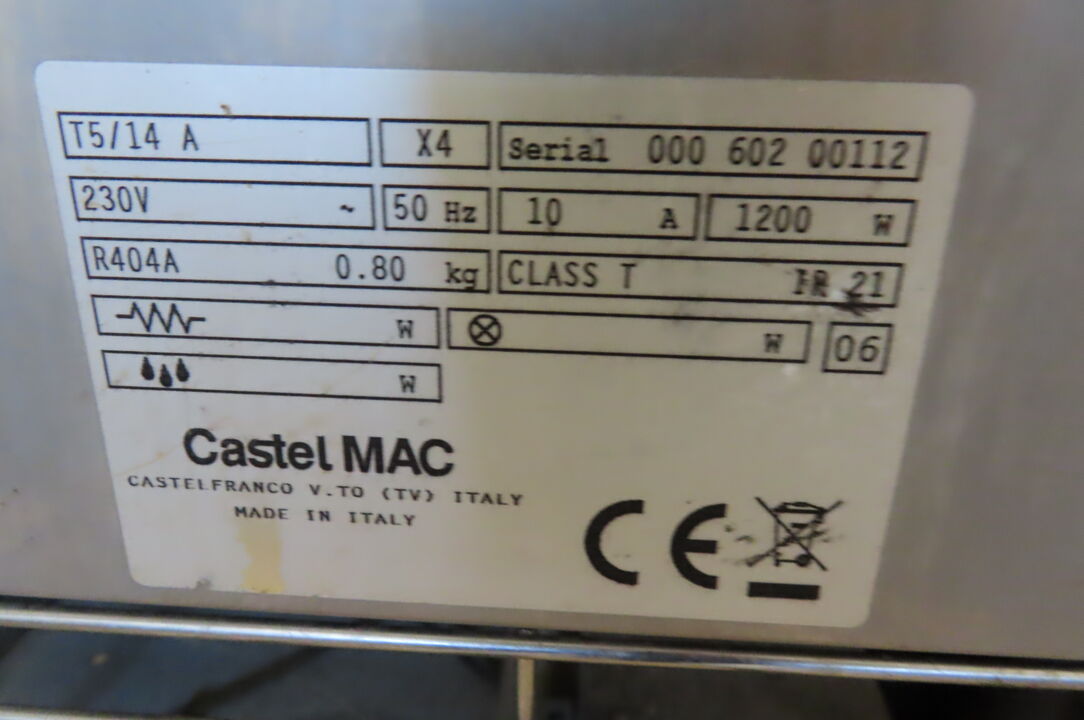 T5/14 A X4 Serial 000 602 00112
230V ~ 50 Hz 10 A 1200 W
R404A 0.80 kg CLASS T 21
W W 06
W
Castel MAC
CASTELFRANCO V.TO (TV) ITALY
MADE IN ITALY
CE